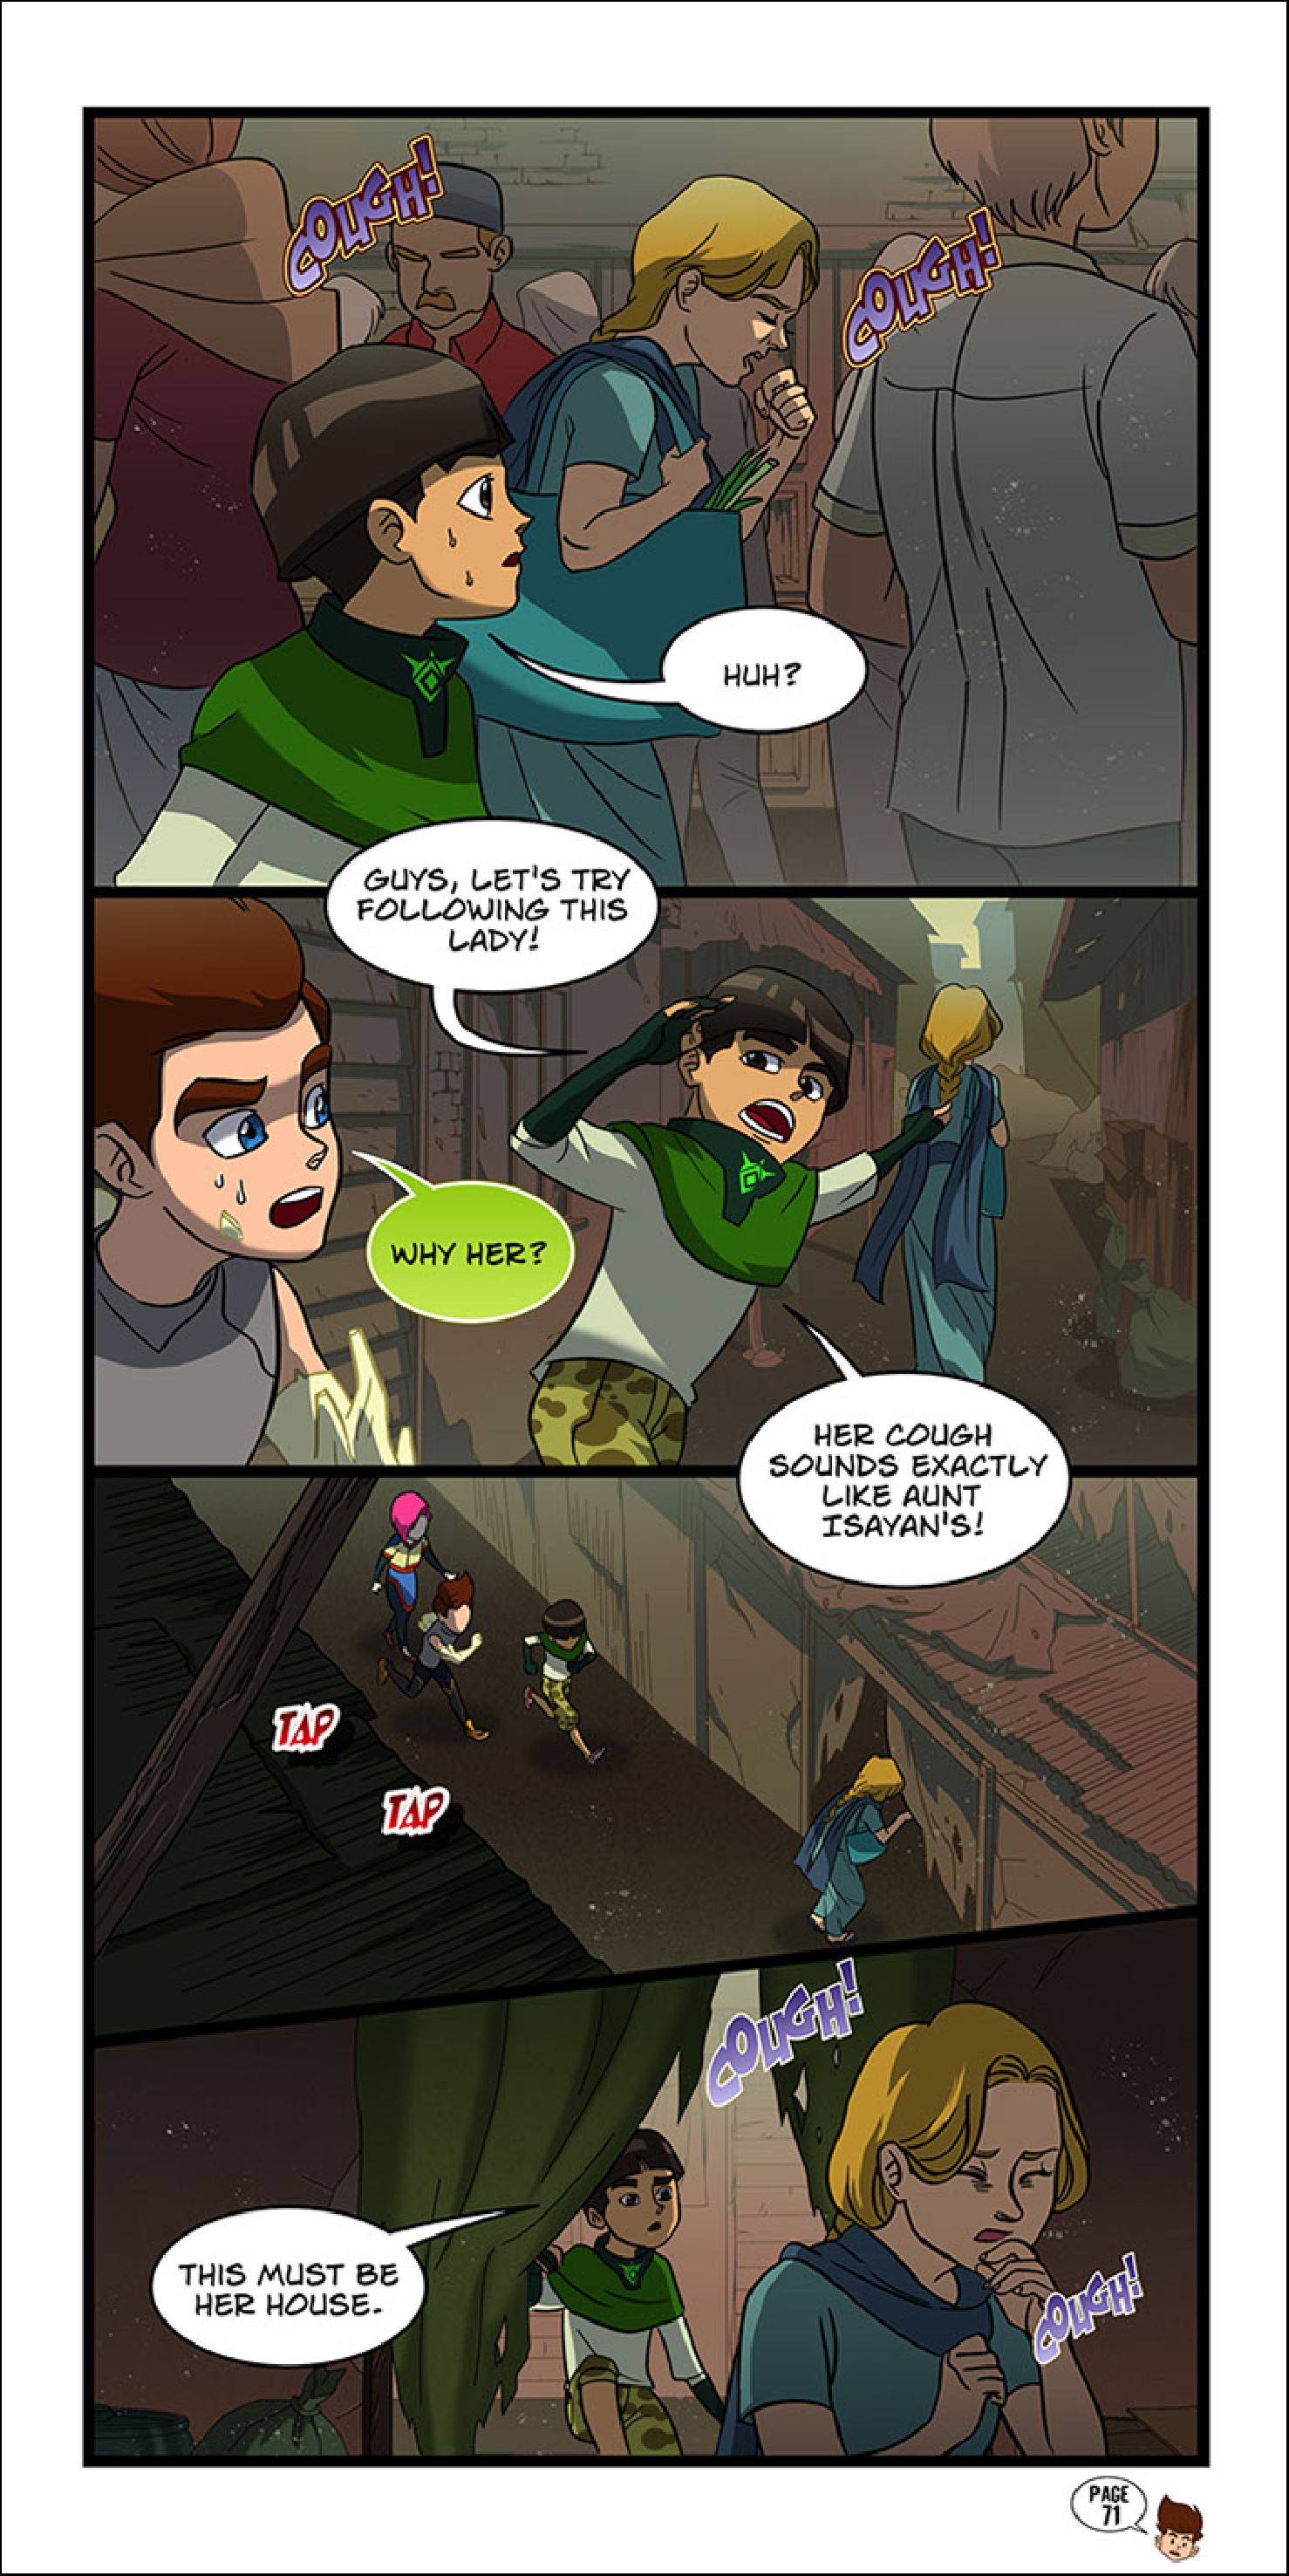 COUGH!
COUGH!
HUH?
GUYS, LET'S TRY
FOLLOWING THIS
LADY!
WHY HER?
HER COUGH
SOUNDS EXACTLY
LIKE AUNT
ISAYAN'S!
TAP
TAP
COUGH!
THIS MUST BE
HER HOUSE.
COUGH!
PAGE
71